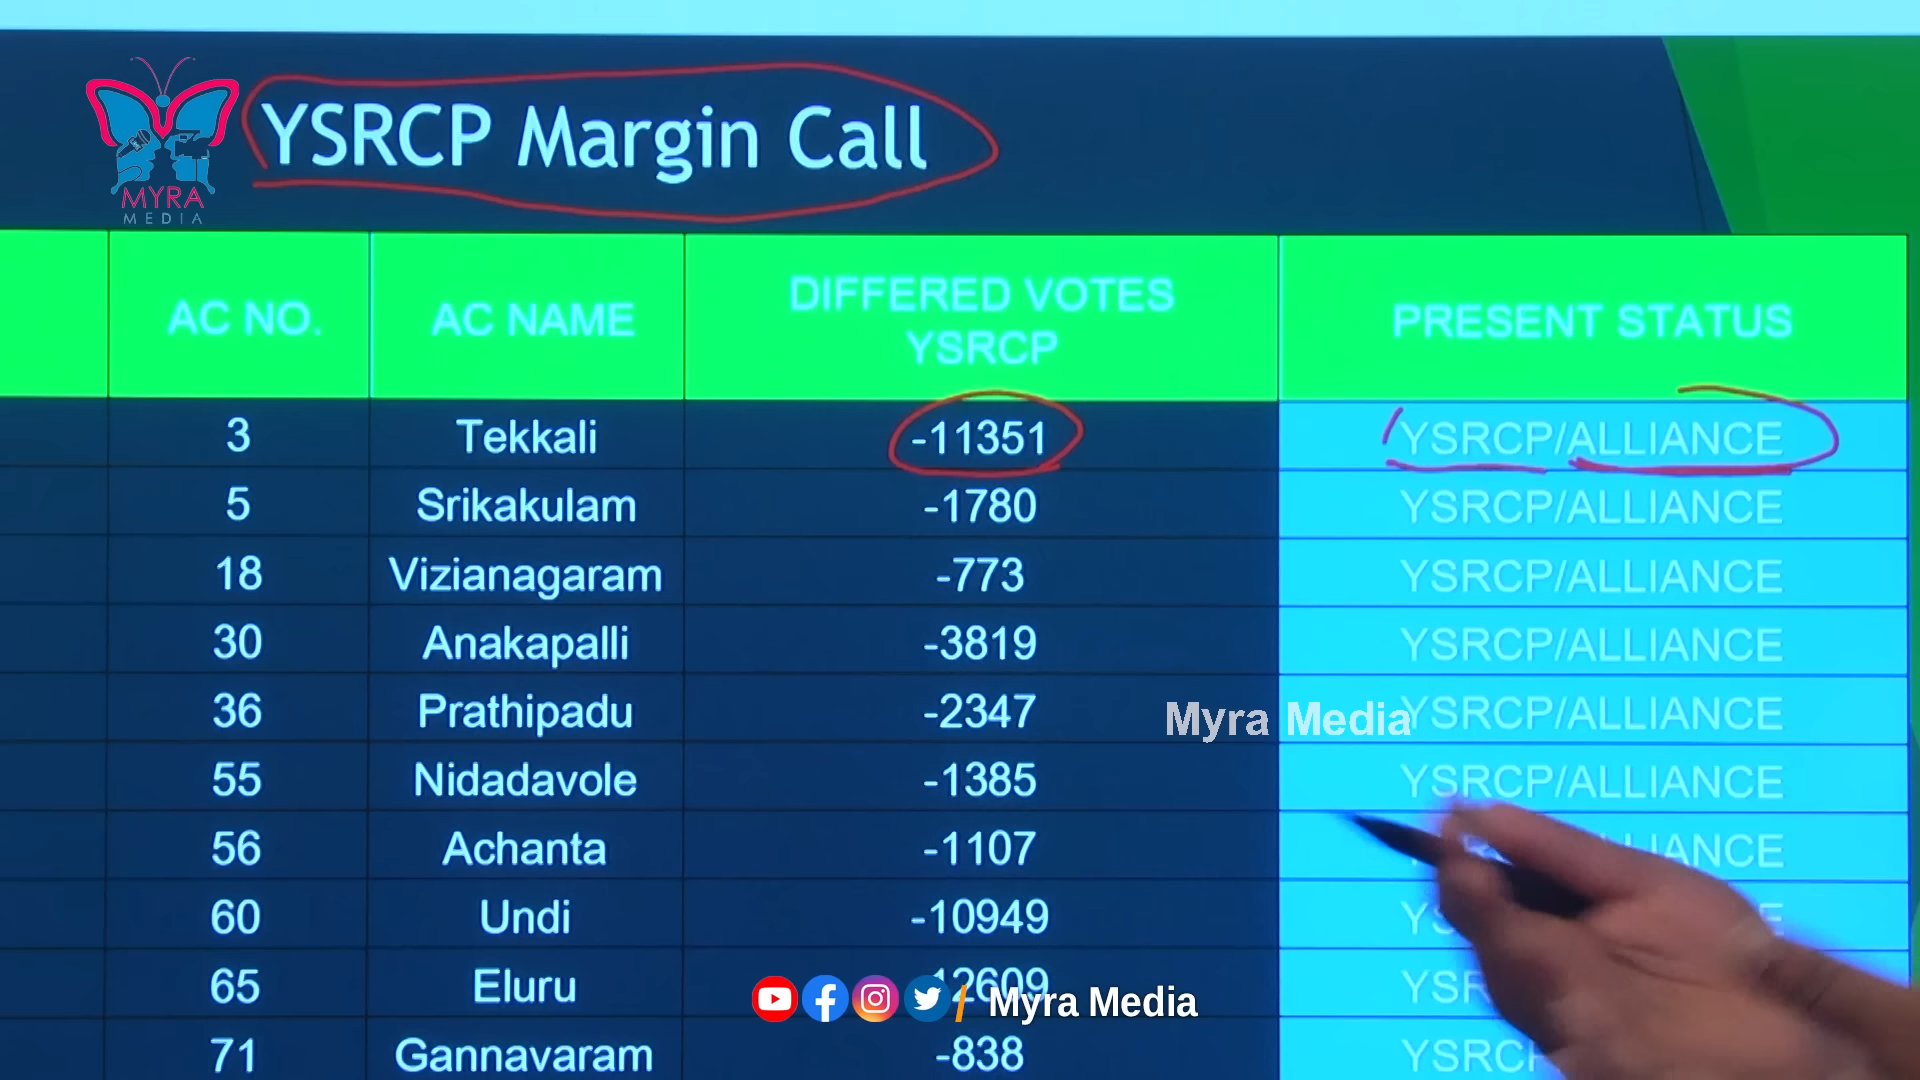 YSRCP Margin Call
MYRA
MEDIA
AC NO. AC NAME DIFFERED VOTES YSRCP PRESENT STATUS
3 Tekkali -11351 YSRCP/ALLIANCE
5 Srikakulam -1780 YSRCP/ALLIANCE
18 Vizianagaram -773 YSRCP/ALLIANCE
30 Anakapalli -3819 YSRCP/ALLIANCE
36 Prathipadu -2347 YSRCP/ALLIANCE
Myra Media
55 Nidadavole -1385 YSRCP/ALLIANCE
56 Achanta -1107
60 Undi -10949
65 Eluru
Myra Media
71 Gannavaram -838